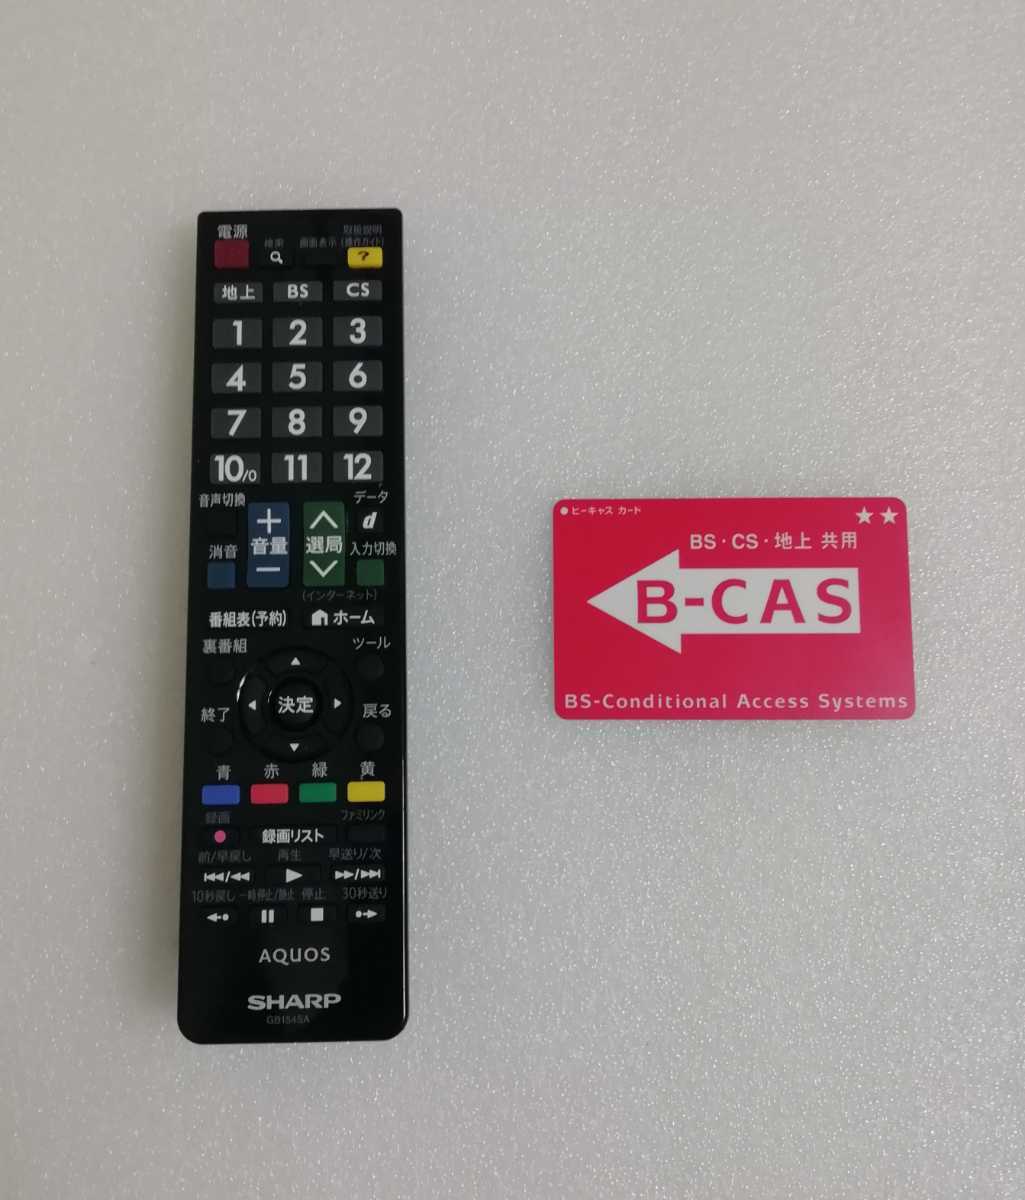 電源
検索
画面表示
取扱説明
(操作ガイド)
?
地上 BS CS
1 2 3
4 5 6
7 8 9
10/0 11 12
音声切換
データ
d
+
音量
−
選局
消音
入力切換
(インターネット)
番組表(予約)
ホーム
裏番組
ツール
決定
終了
戻る
青 赤 緑 黄
録画
ファミリンク
録画リスト
前/早戻し 再生 早送り/次
10秒戻し 一時停止/静止 停止 30秒送り
AQUOS
SHARP
GB154SA
●ビーキャス カード
★★
BS・CS・地上 共用
B-CAS
BS-Conditional Access Systems